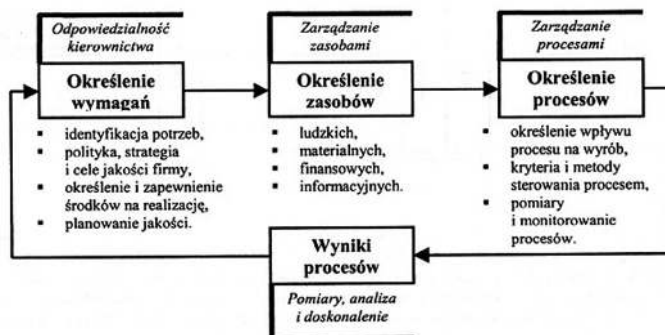 Odpowiedzialność
kierownictwa
Określenie
wymagań
▪ identyfikacja potrzeb,
▪ polityka, strategia
i cele jakości firmy,
▪ określenie i zapewnienie
środków na realizację,
▪ planowanie jakości.
Zarządzanie
zasobami
Określenie
zasobów
▪ ludzkich,
▪ materialnych,
▪ finansowych,
▪ informacyjnych.
Zarządzanie
procesami
Określenie
procesów
▪ określenie wpływu
procesu na wyrób,
▪ kryteria i metody
sterowania procesem,
▪ pomiary
i monitorowanie
procesów.
Wyniki
procesów
Pomiary, analiza
i doskonalenie